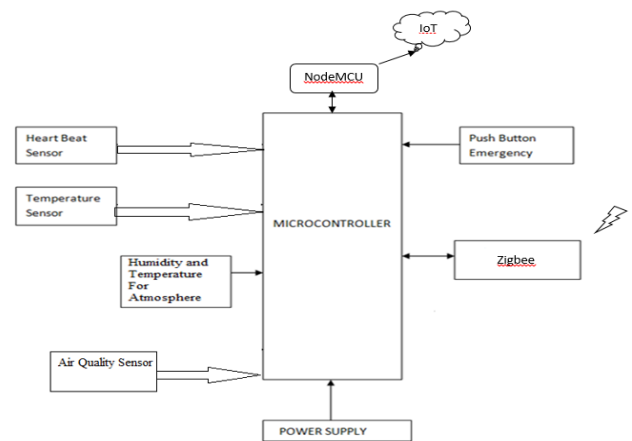 IoT
NodeMCU
Heart Beat
Sensor
Push Button
Emergency
Temperature
Sensor
MICROCONTROLLER
Humidity and
Temperature
For
Atmosphere
Zigbee
Air Quality Sensor
POWER SUPPLY